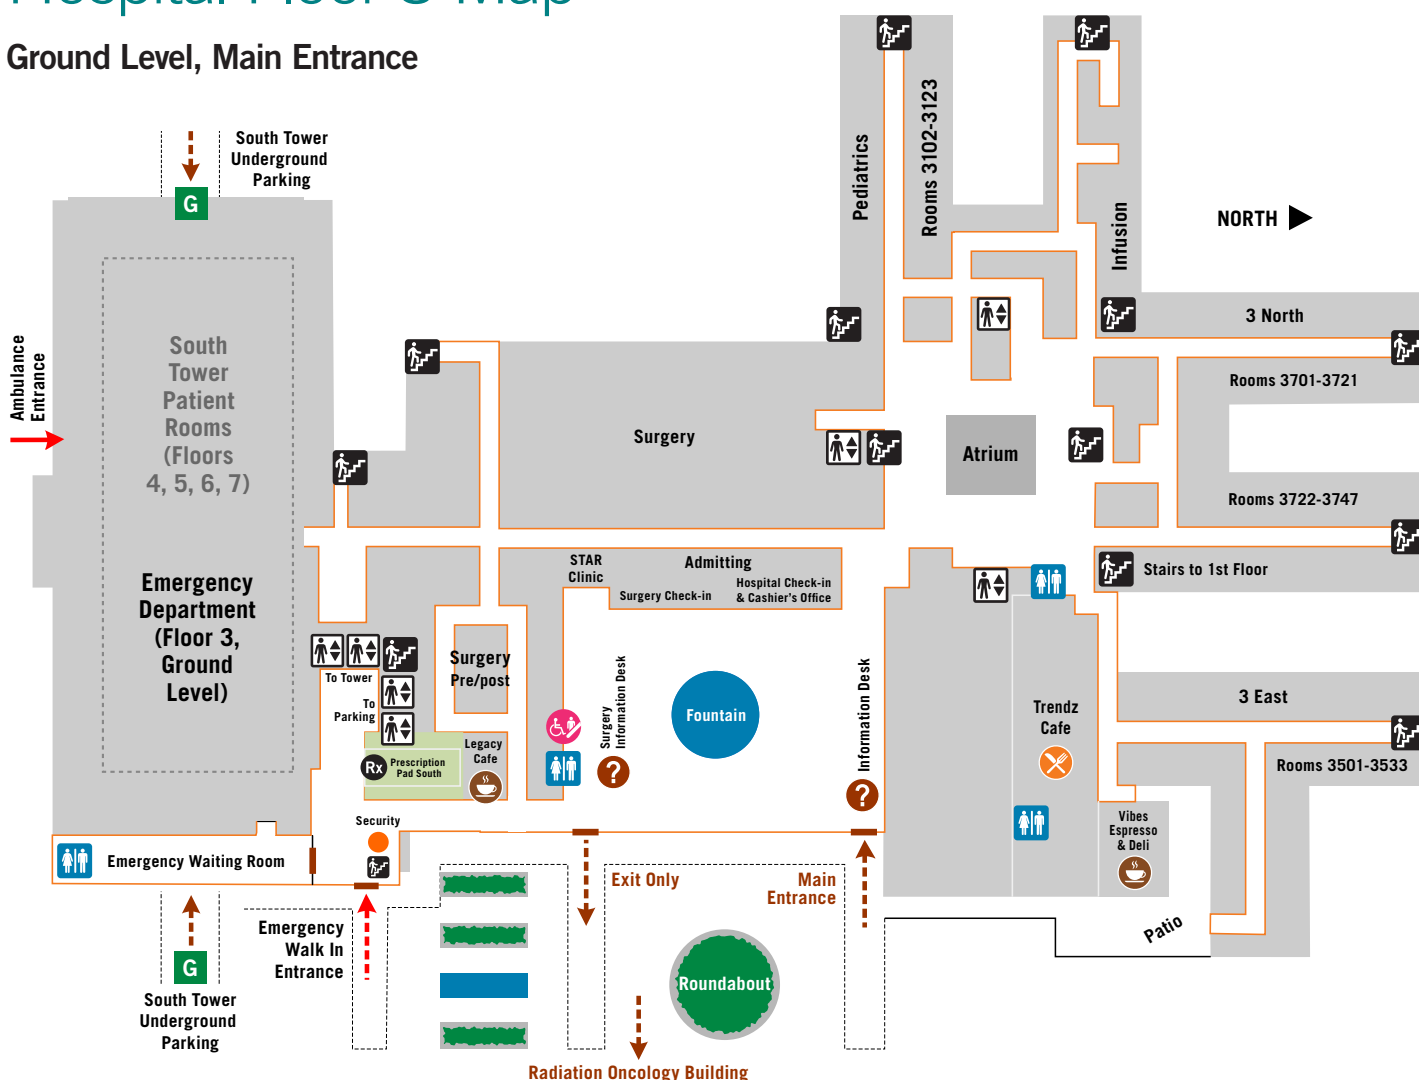 Hospital Floor 3 Map
Ground Level, Main Entrance
South Tower
Underground
Parking
G
Pediatrics
Rooms 3102-3123
Infusion
NORTH
Ambulance
Entrance
South
Tower
Patient
Rooms
(Floors
4, 5, 6, 7)
3 North
Rooms 3701-3721
Surgery
Atrium
Rooms 3722-3747
Emergency
Department
(Floor 3,
Ground
Level)
STAR
Clinic
Admitting
Surgery Check-in
Hospital Check-in
& Cashier's Office
Stairs to 1st Floor
To Tower
To
Parking
Surgery
Pre/post
Surgery
Information Desk
?
Fountain
Information Desk
?
Trendz
Cafe
3 East
Rooms 3501-3533
Rx
Prescription
Pad South
Legacy
Cafe
Security
Emergency Waiting Room
Vibes
Espresso
& Deli
Exit Only
Main
Entrance
Patio
Emergency
Walk In
Entrance
G
South Tower
Underground
Parking
Roundabout
Radiation Oncology Building